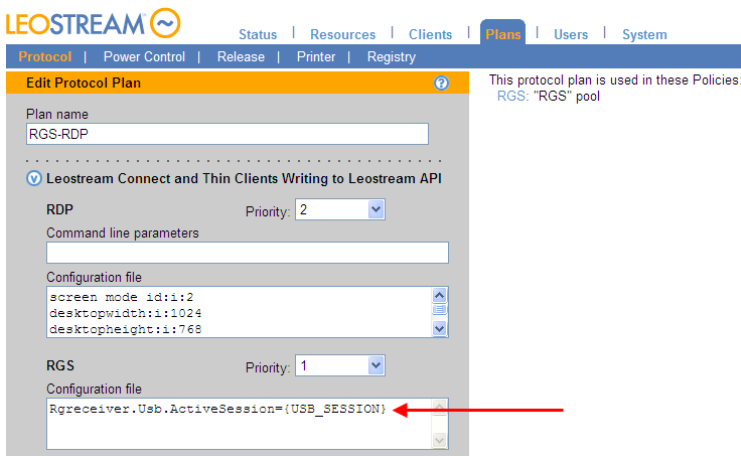 LEOSTREAM
Status | Resources | Clients | Plans | Users | System
Protocol | Power Control | Release | Printer | Registry
Edit Protocol Plan ?
This protocol plan is used in these Policies:
RGS: "RGS" pool
Plan name
RGS-RDP
Leostream Connect and Thin Clients Writing to Leostream API
RDP Priority: 2
Command line parameters
Configuration file
screen mode id:i:2
desktopwidth:i:1024
desktopheight:i:768
RGS Priority: 1
Configuration file
Rgreceiver.Usb.ActiveSession={USB_SESSION}